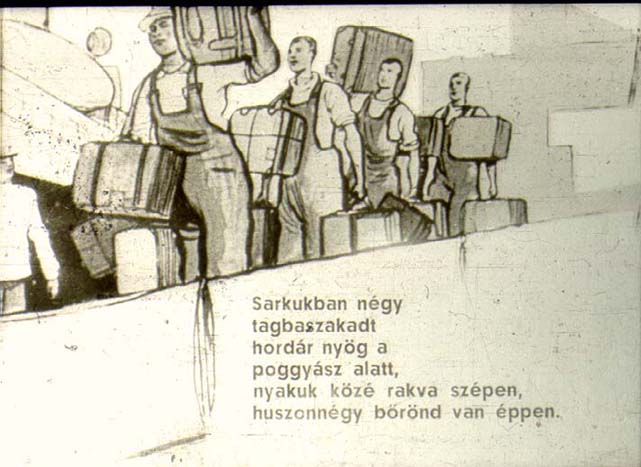 Sarkukban négy
tagbaszakadt
hordár nyög a
poggyász alatt,
nyakuk közé rakva szépen,
huszonnégy bőrönd van éppen.